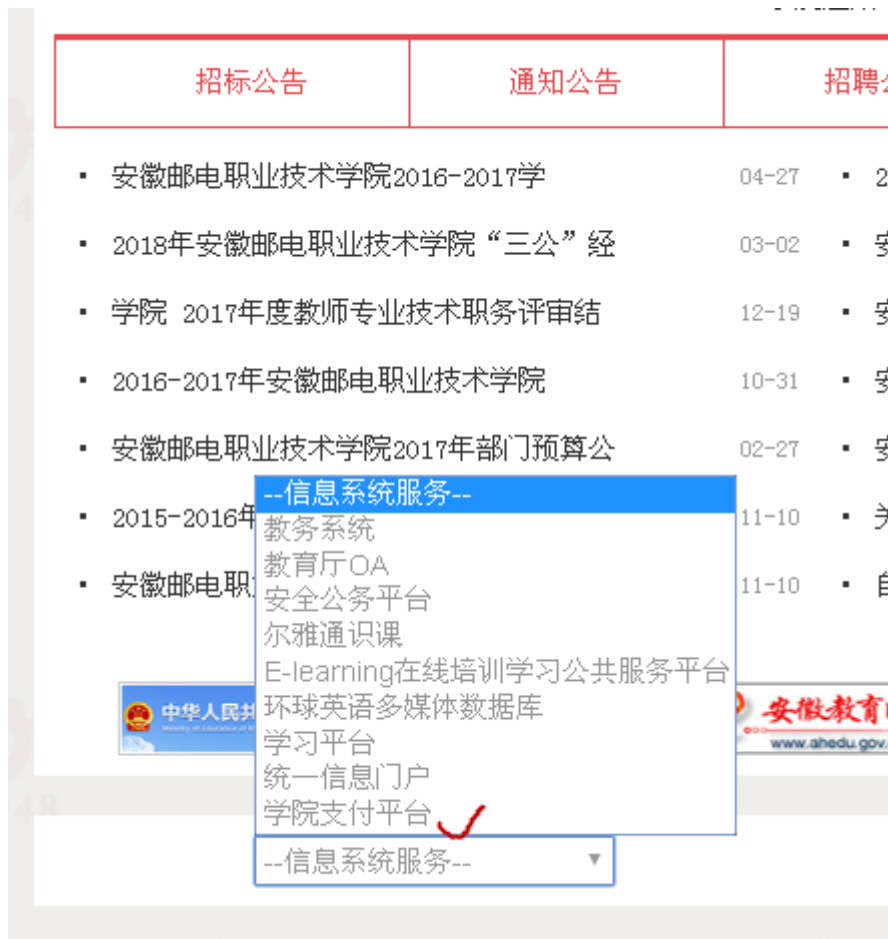 招标公告 通知公告 招聘
安徽邮电职业技术学院2016-2017学 04-27 2
2018年安徽邮电职业技术学院“三公”经 03-02
学院 2017年度教师专业技术职务评审结 12-19
2016-2017年安徽邮电职业技术学院 10-31
安徽邮电职业技术学院2017年部门预算公 02-27
--信息系统服务--
2015-2016年 11-10
教务系统
教育厅OA
安徽邮电职 11-10
安全公务平台
尔雅通识课
E-learning在线培训学习公共服务平台
中华人民共
环球英语多媒体数据库
安徽教育
www.ahedu.gov.
学习平台
统一信息门户
学院支付平台
--信息系统服务--